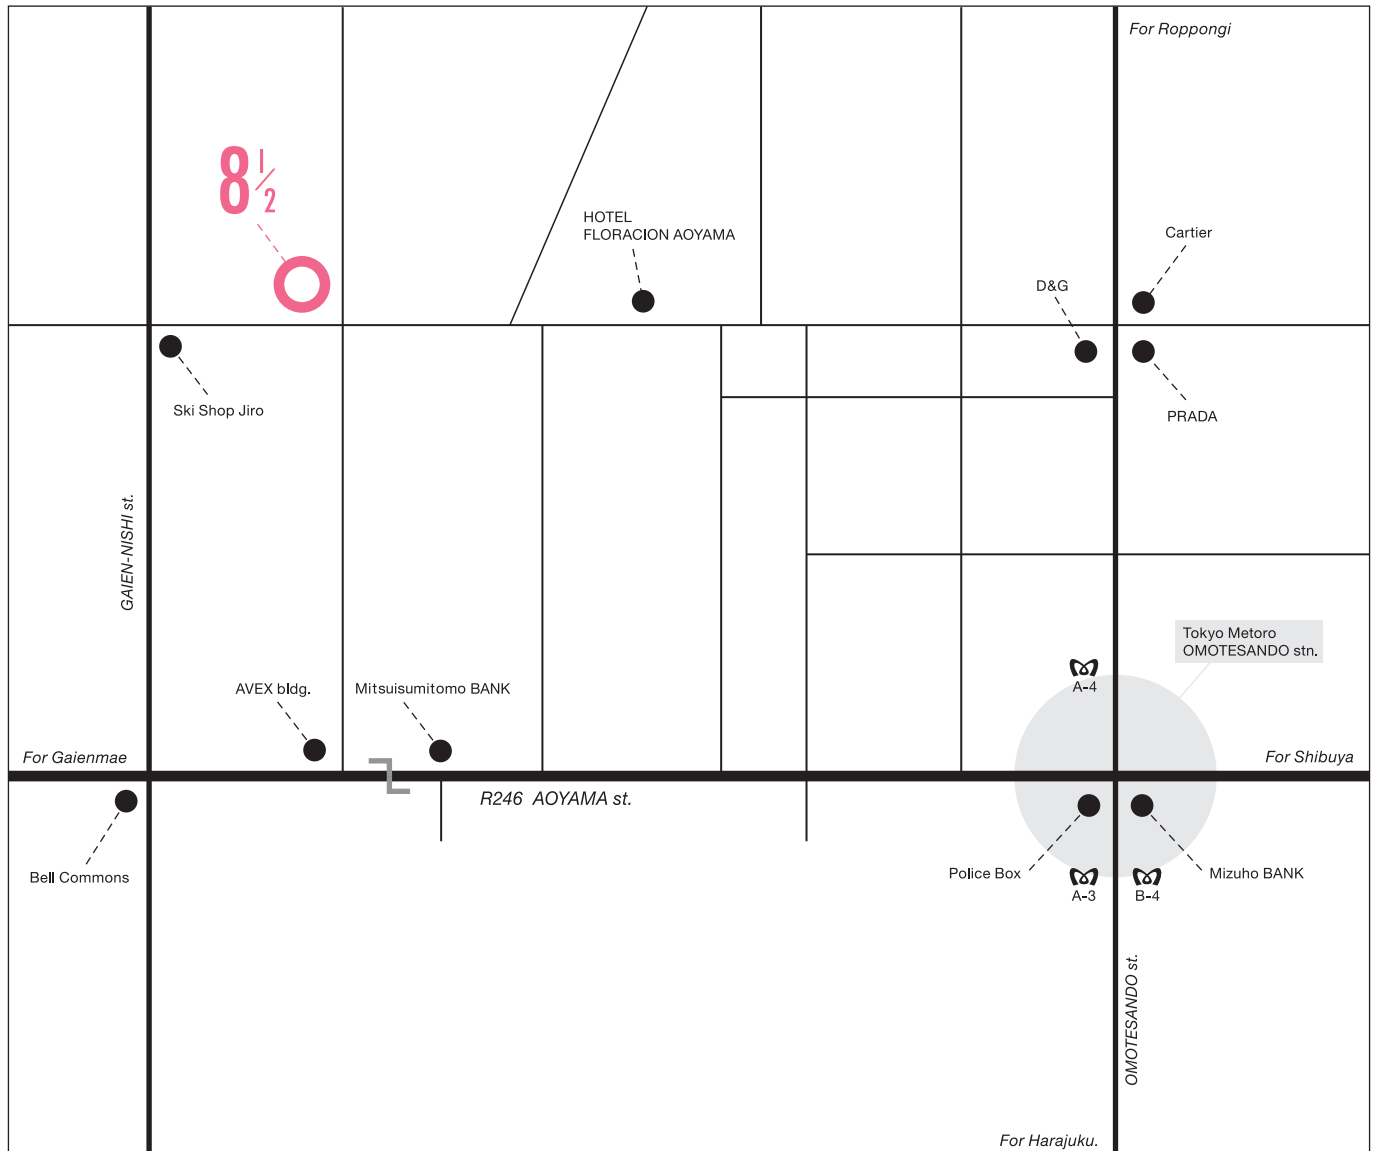 For Roppongi
8 1/2
HOTEL
FLORACION AOYAMA
Cartier
D&G
Ski Shop Jiro
PRADA
GAIEN-NISHI st.
Tokyo Metoro
OMOTESANDO stn.
A-4
AVEX bldg.
Mitsuisumitomo BANK
For Gaienmae
For Shibuya
R246 AOYAMA st.
Bell Commons
Police Box
Mizuho BANK
A-3
B-4
OMOTESANDO st.
For Harajuku.